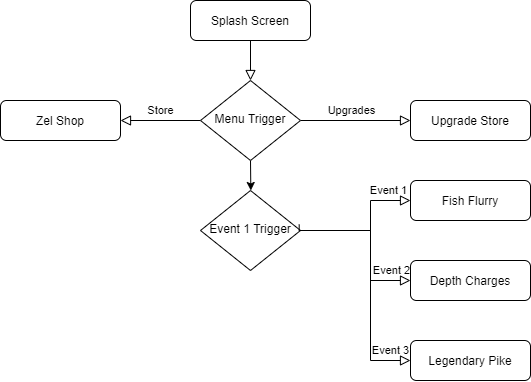 Splash Screen
Store
Upgrades
Zel Shop
Menu Trigger
Upgrade Store
Event 1
Fish Flurry
Event 1 Trigger
Event 2
Depth Charges
Event 3
Legendary Pike